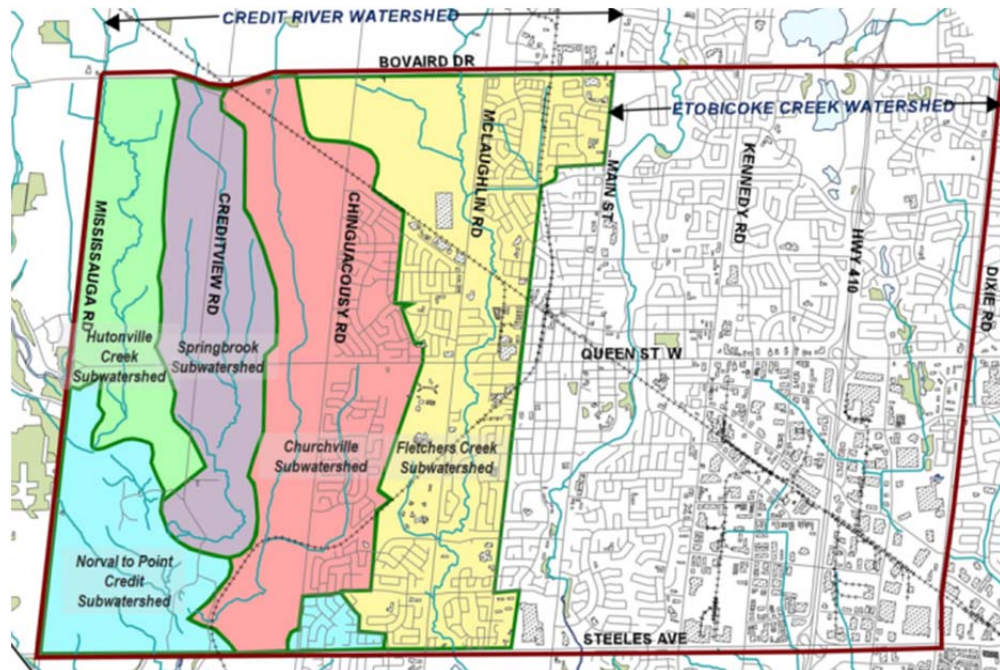 CREDIT RIVER WATERSHED
BOVAIRD DR
ETOBICOKE CREEK WATERSHED
MCLAUGHLIN RD
MAIN ST
KENNEDY RD
MISSISSAUGA RD
CREDITVIEW RD
CHINGUACOUSY RD
HWY 410
DIXIE RD
Hutonville
Creek
Subwatershed
Springbrook
Subwatershed
QUEEN ST W
Churchville
Subwatershed
Fletchers Creek
Subwatershed
Norval to Point
Credit
Subwatershed
STEELES AVE